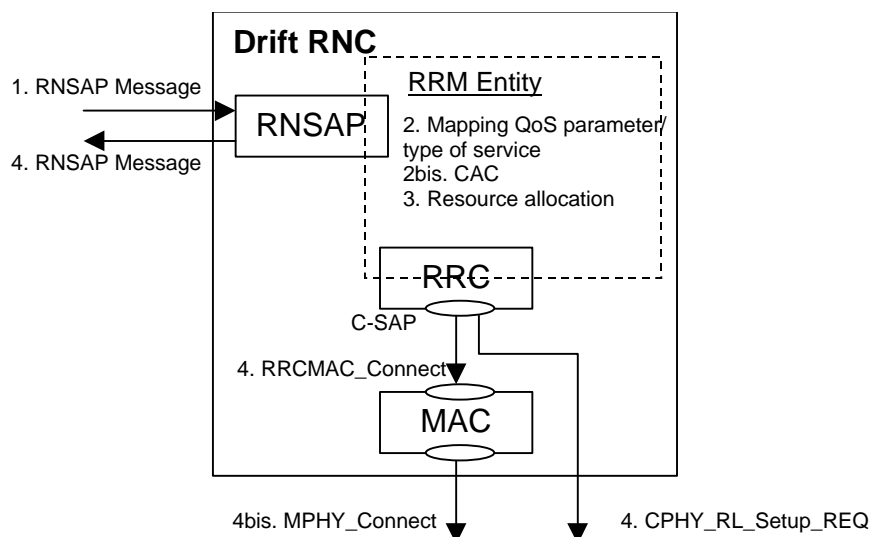 Drift RNC
RRM Entity
1. RNSAP Message
RNSAP
2. Mapping QoS parameter/
type of service
2bis. CAC
3. Resource allocation
4. RNSAP Message
RRC
C-SAP
4. RRCMAC_Connect
MAC
4bis. MPHY_Connect
4. CPHY_RL_Setup_REQ